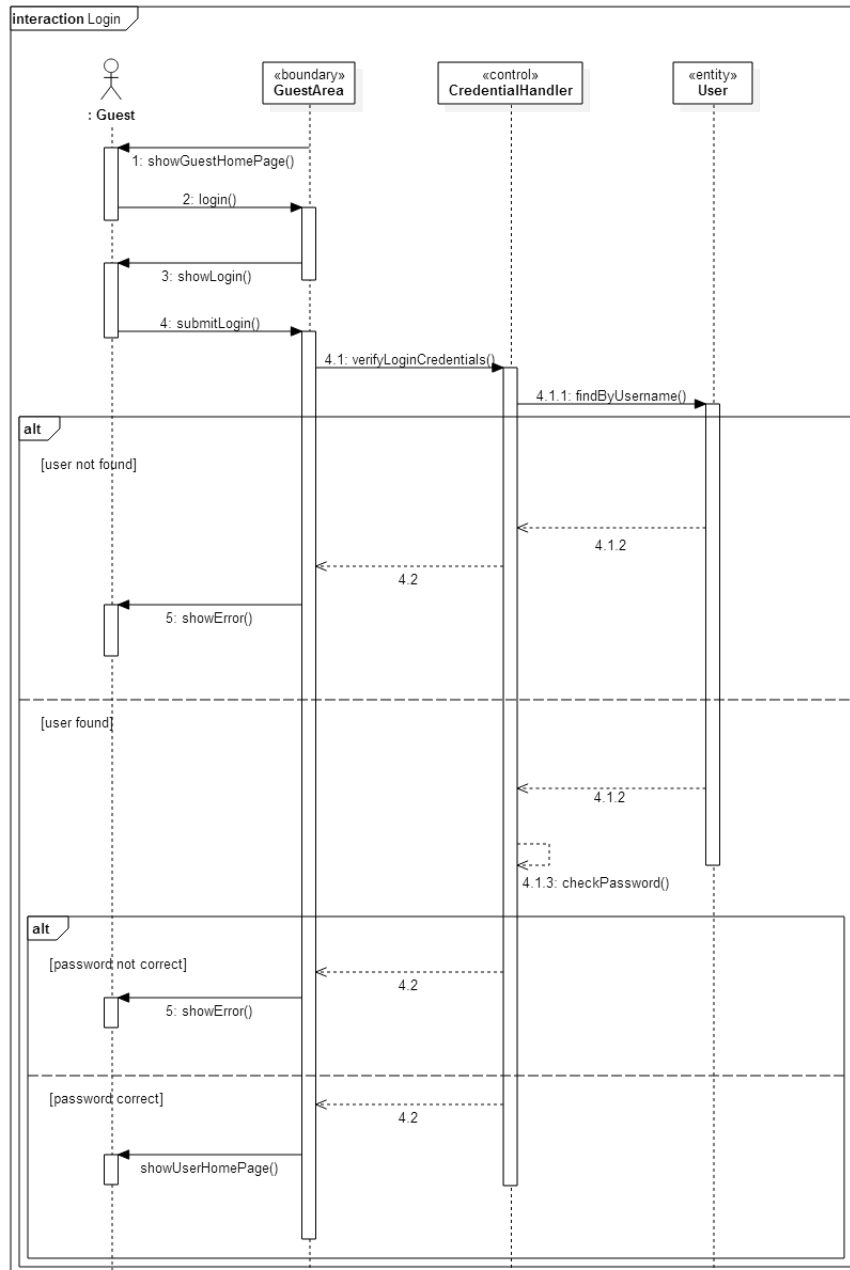 interaction Login
«boundary»
GuestArea
«control»
CredentialHandler
«entity»
User
: Guest
1: showGuestHomePage()
2: login()
3: showLogin()
4: submitLogin()
4.1: verifyLoginCredentials()
4.1.1: findByUsername()
alt
[user not found]
4.1.2
4.2
5: showError()
[user found]
4.1.2
4.1.3: checkPassword()
alt
[password not correct]
4.2
5: showError()
[password correct]
4.2
showUserHomePage()